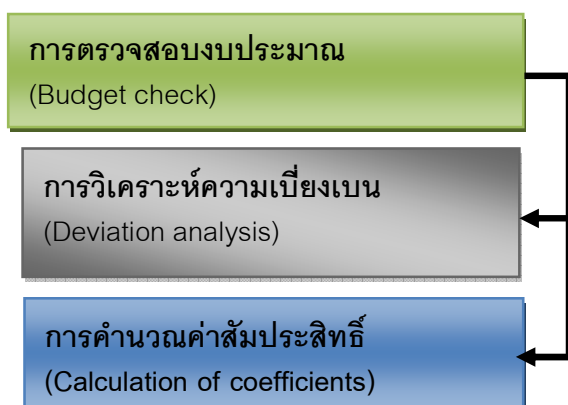 การตรวจสอบงบประมาณ
(Budget check)
การวิเคราะห์ความเบี่ยงเบน
(Deviation analysis)
การคำนวณค่าสัมประสิทธิ์
(Calculation of coefficients)